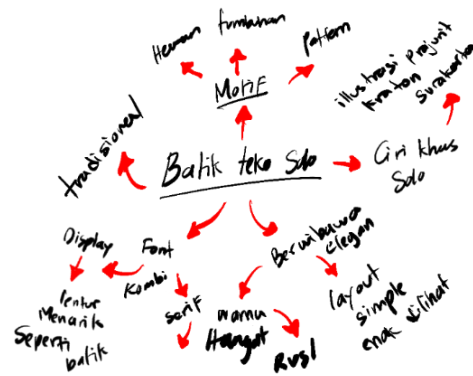 Hewan
tumbuhan
Pattern
Motif
illustrasi Prajurit
Kraton
Surakarta
tradisional
Batik teko Solo
Ciri khus
Solo
Display
Font
Kombi
Berwibawa
Elegan
lentur
Menarik
Seperti
batik
serif
warna
Hangat
Rusl
layout
simple
enak dilihat